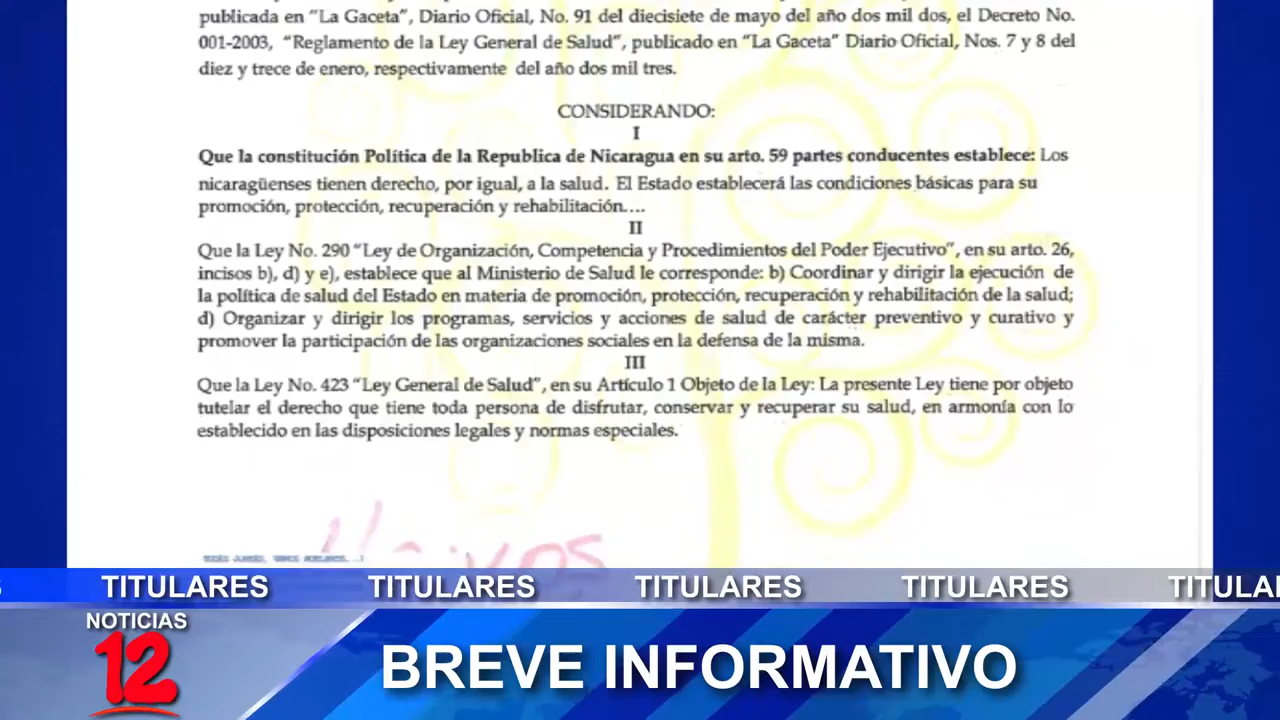 publicada en “La Gaceta”, Diario Oficial, No. 91 del diecisiete de mayo del año dos mil dos, el Decreto No.
001-2003, “Reglamento de la Ley General de Salud”, publicado en “La Gaceta” Diario Oficial, Nos. 7 y 8 del
diez y trece de enero, respectivamente del año dos mil tres.
CONSIDERANDO:
I
Que la constitución Política de la Republica de Nicaragua en su arto. 59 partes conducentes establece: Los
nicaragüenses tienen derecho, por igual, a la salud. El Estado establecerá las condiciones básicas para su
promoción, protección, recuperación y rehabilitación....
II
Que la Ley No. 290 “Ley de Organización, Competencia y Procedimientos del Poder Ejecutivo”, en su arto. 26,
incisos b), d) y e), establece que al Ministerio de Salud le corresponde: b) Coordinar y dirigir la ejecución de
la política de salud del Estado en materia de promoción, protección, recuperación y rehabilitación de la salud;
d) Organizar y dirigir los programas, servicios y acciones de salud de carácter preventivo y curativo y
promover la participación de las organizaciones sociales en la defensa de la misma.
III
Que la Ley No. 423 “Ley General de Salud”, en su Artículo 1 Objeto de la Ley: La presente Ley tiene por objeto
tutelar el derecho que tiene toda persona de disfrutar, conservar y recuperar su salud, en armonía con lo
establecido en las disposiciones legales y normas especiales.
S TITULARES TITULARES TITULARES TITULARES TITULA
NOTICIAS
12
BREVE INFORMATIVO